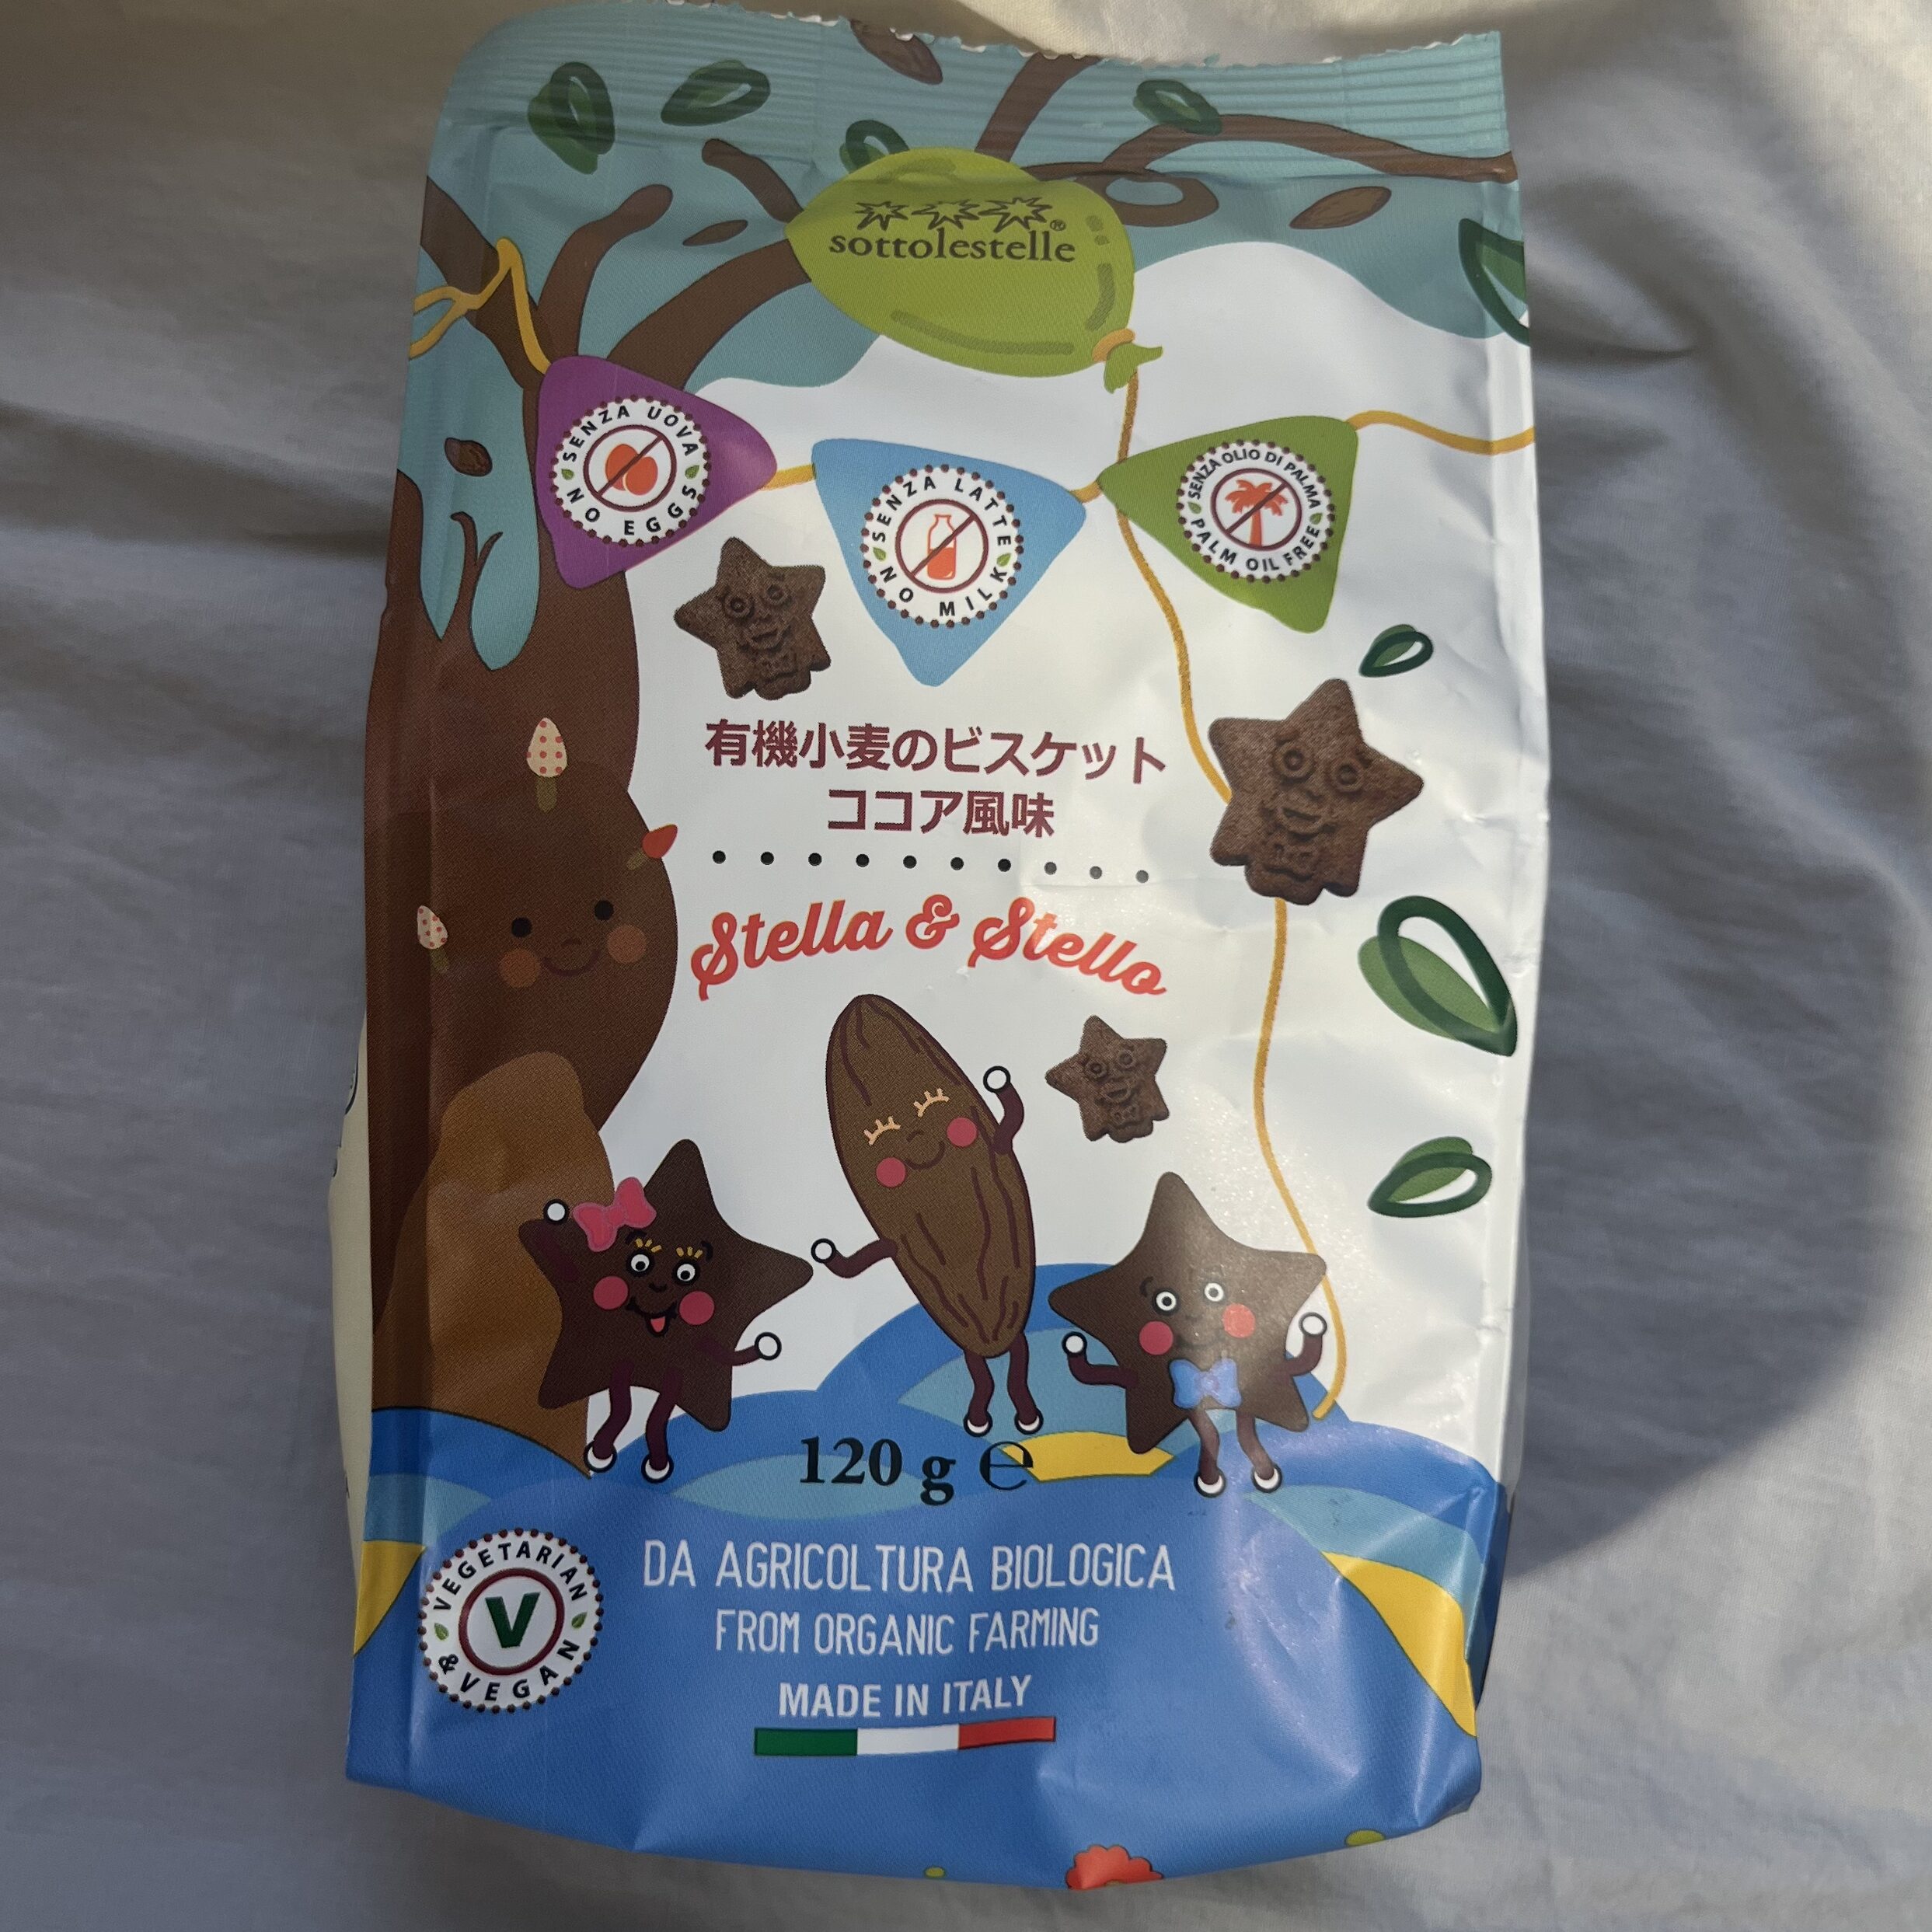 sottolestelle®
SENZA UOVA
NO EGGS
SENZA LATTE
NO MILK
SENZA OLIO DI PALMA
PALM OIL FREE
有機小麦のビスケット
ココア風味
Stella & Stello
120 g ℮
VEGETARIAN
V
& VEGAN
DA AGRICOLTURA BIOLOGICA
FROM ORGANIC FARMING
MADE IN ITALY